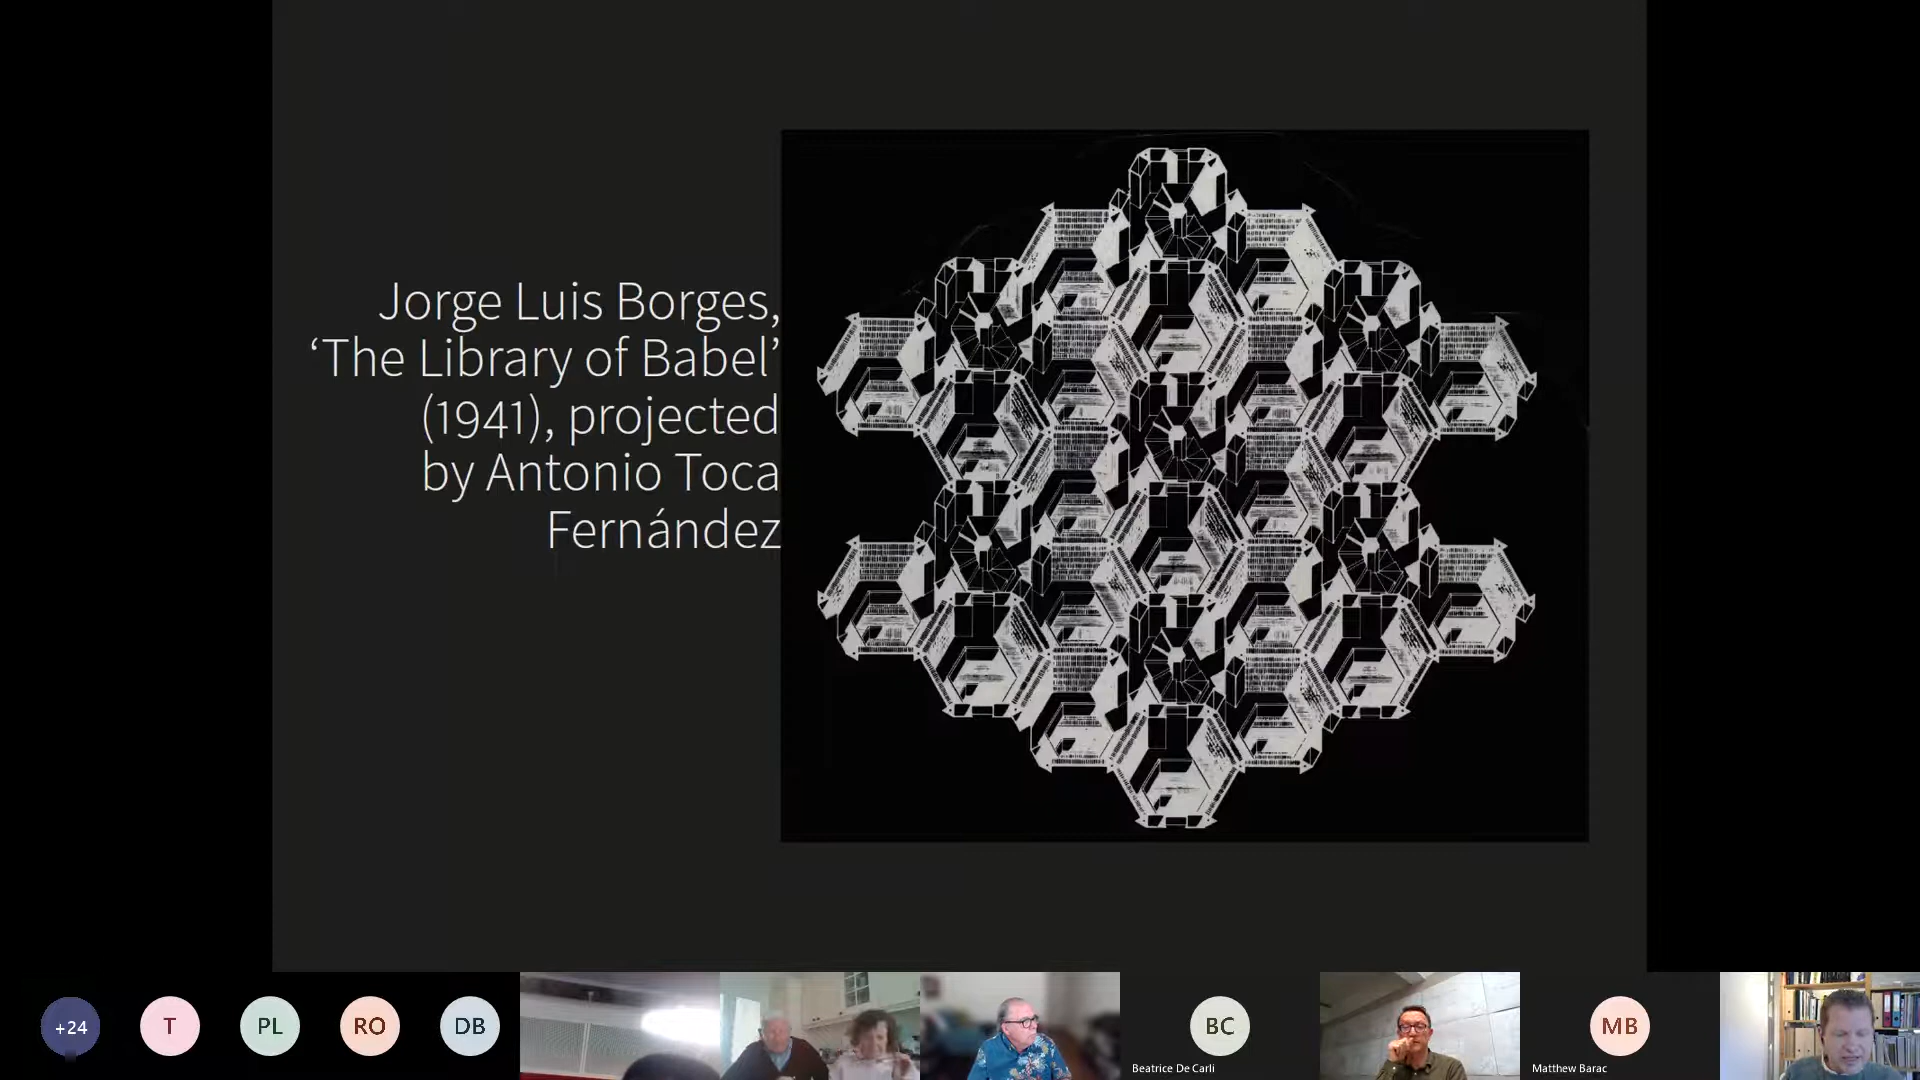 Jorge Luis Borges,
‘The Library of Babel’
(1941), projected
by Antonio Toca
Fernández
+24
T
PL
RO
DB
BC
Beatrice De Carli
MB
Matthew Barac